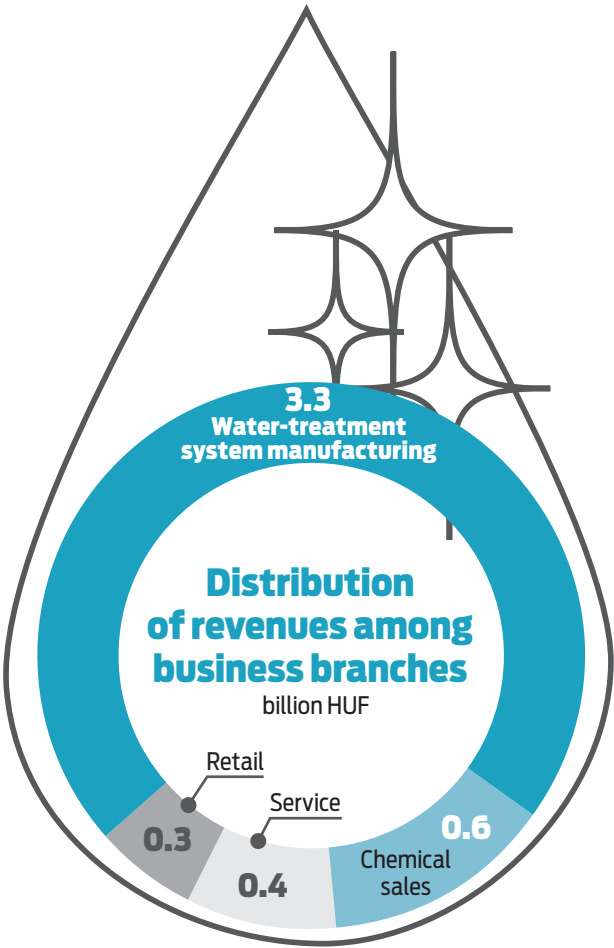 3.3
Water-treatment
system manufacturing
Distribution
of revenues among
business branches
billion HUF
Retail
0.3
Service
0.4
0.6
Chemical
sales